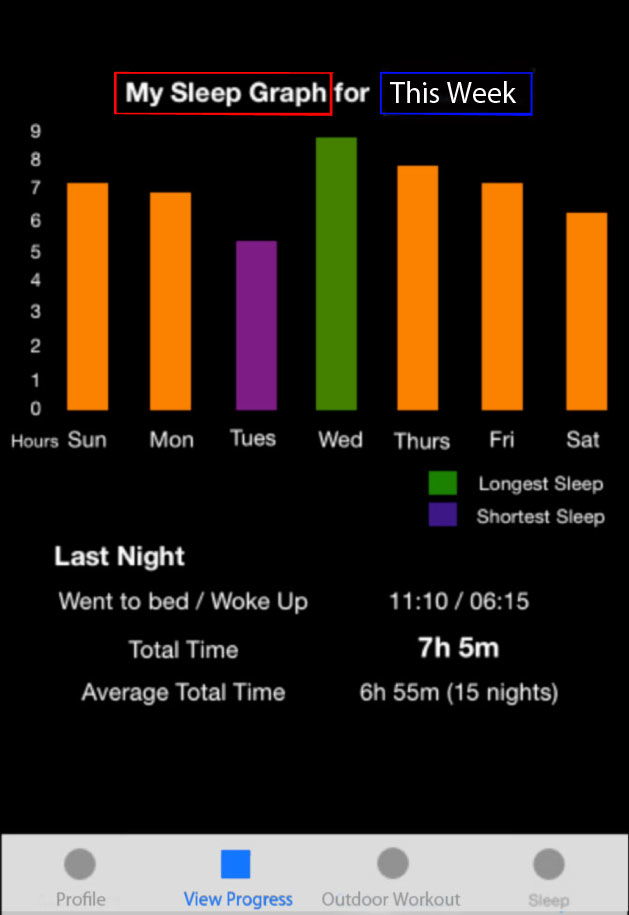 My Sleep Graph for This Week
9
8
7
6
5
4
3
2
1
0
Hours Sun Mon Tues Wed Thurs Fri Sat
Longest Sleep
Shortest Sleep
Last Night
Went to bed / Woke Up 11:10 / 06:15
Total Time 7h 5m
Average Total Time 6h 55m (15 nights)
Profile View Progress Outdoor Workout Sleep